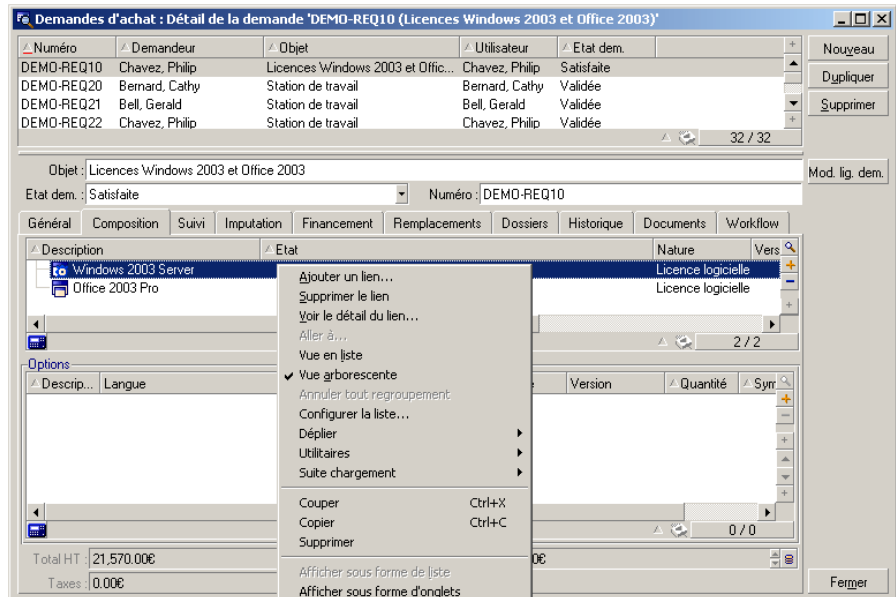 Demandes d'achat : Détail de la demande 'DEMO-REQ10 (Licences Windows 2003 et Office 2003)'
Numéro Demandeur Objet Utilisateur Etat dem.
DEMO-REQ10 Chavez, Philip Licences Windows 2003 et Offic... Chavez, Philip Satisfaite
DEMO-REQ20 Bernard, Cathy Station de travail Bernard, Cathy Validée
DEMO-REQ21 Bell, Gerald Station de travail Bell, Gerald Validée
DEMO-REQ22 Chavez, Philip Station de travail Chavez, Philip Validée
32 / 32
Nouveau
Dupliquer
Supprimer
Objet : Licences Windows 2003 et Office 2003
Mod. lig. dem.
Etat dem. : Satisfaite Numéro : DEMO-REQ10
Général Composition Suivi Imputation Financement Remplacements Dossiers Historique Documents Workflow
Description Etat Nature Vers
Windows 2003 Server Licence logicielle
Office 2003 Pro Licence logicielle
2 / 2
Ajouter un lien...
Supprimer le lien
Voir le détail du lien...
Aller à...
Vue en liste
Vue arborescente
Annuler tout regroupement
Configurer la liste...
Déplier
Utilitaires
Suite chargement
Couper Ctrl+X
Copier Ctrl+C
Supprimer
Afficher sous forme de liste
Afficher sous forme d'onglets
Options
Descrip... Langue Version Quantité Sym
0 / 0
Total HT : 21,570.00€ 0€
Taxes : 0.00€
Fermer